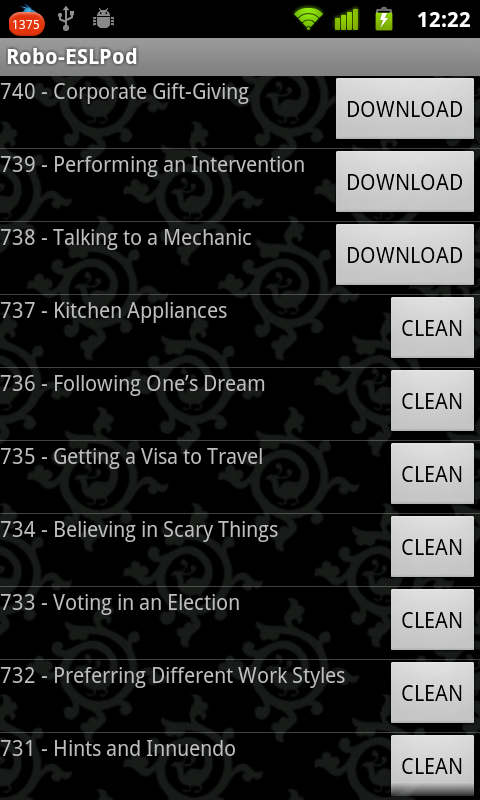 1375
12:22
Robo-ESLPod
740 - Corporate Gift-Giving
DOWNLOAD
739 - Performing an Intervention
DOWNLOAD
738 - Talking to a Mechanic
DOWNLOAD
737 - Kitchen Appliances
CLEAN
736 - Following One’s Dream
CLEAN
735 - Getting a Visa to Travel
CLEAN
734 - Believing in Scary Things
CLEAN
733 - Voting in an Election
CLEAN
732 - Preferring Different Work Styles
CLEAN
731 - Hints and Innuendo
CLEAN